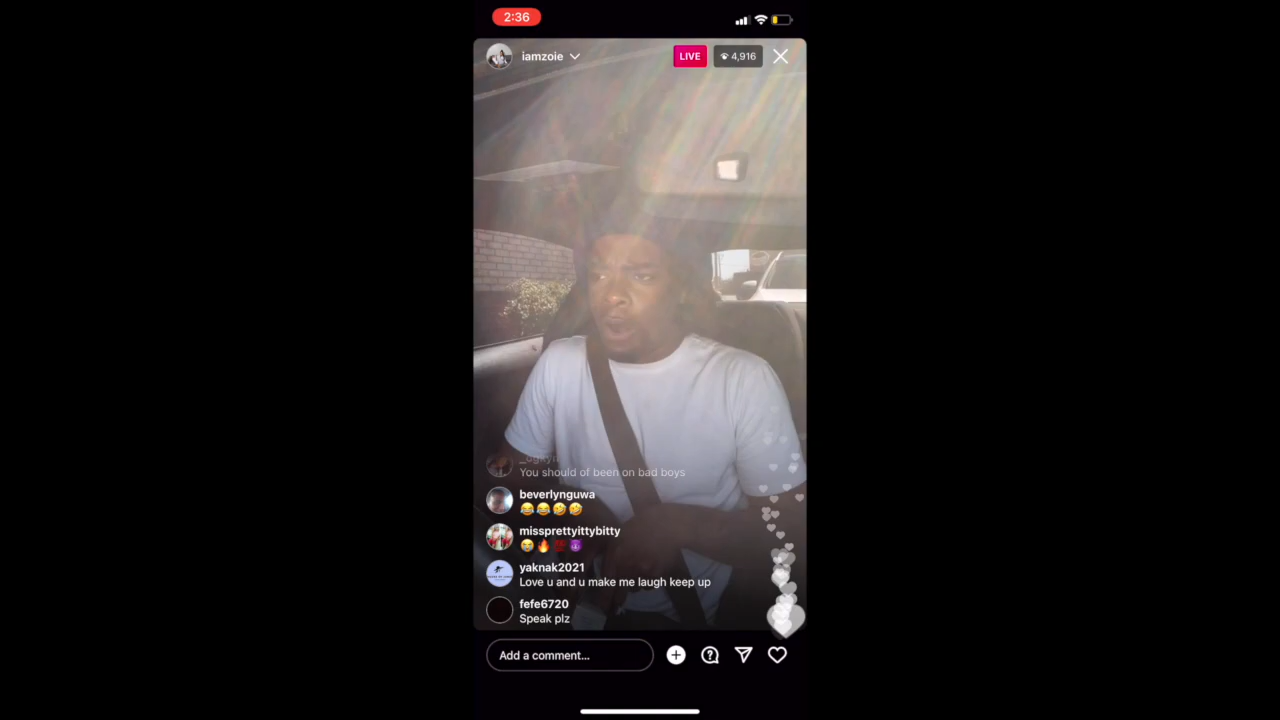 2:36
iamzoie
LIVE
4,916
You should of been on bad boys
beverlynguwa
😂😂🤣🤣
missprettyittybitty
😭🔥💯😈
yaknak2021
Love u and u make me laugh keep up
fefe6720
Speak plz
Add a comment...